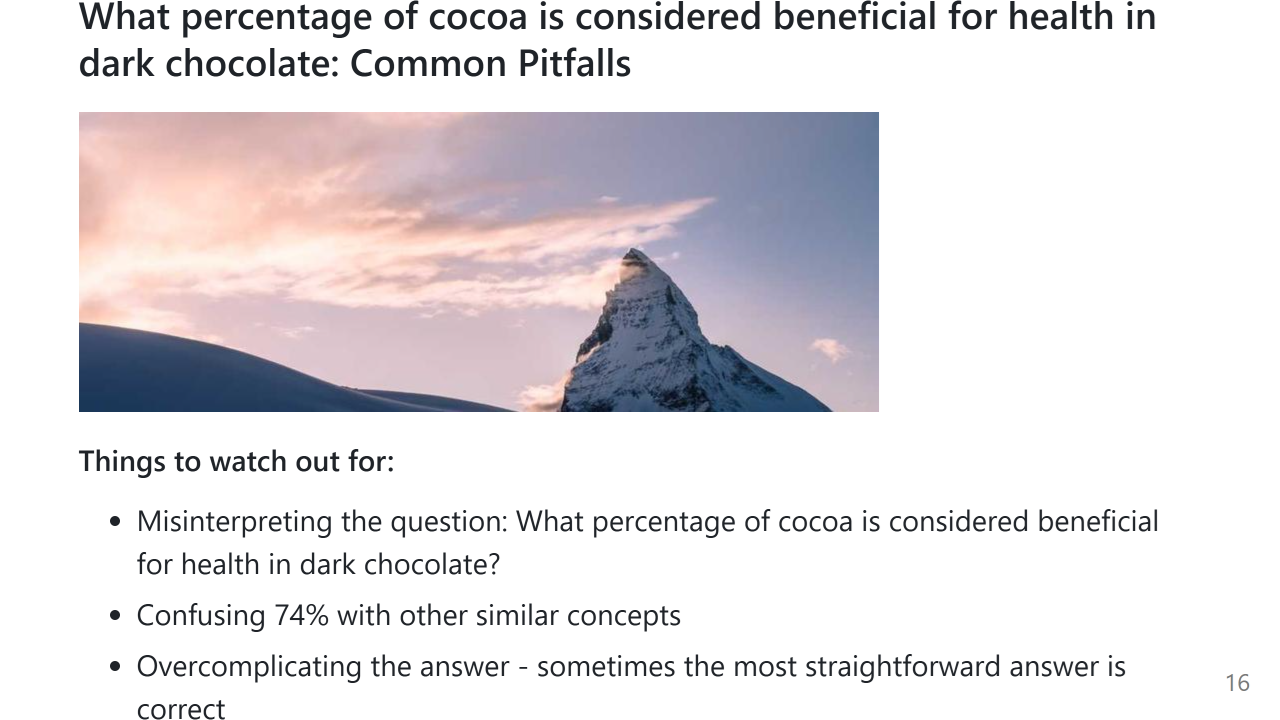 What percentage of cocoa is considered beneficial for health in
dark chocolate: Common Pitfalls
Things to watch out for:
• Misinterpreting the question: What percentage of cocoa is considered beneficial
for health in dark chocolate?
• Confusing 74% with other similar concepts
• Overcomplicating the answer - sometimes the most straightforward answer is
correct
16